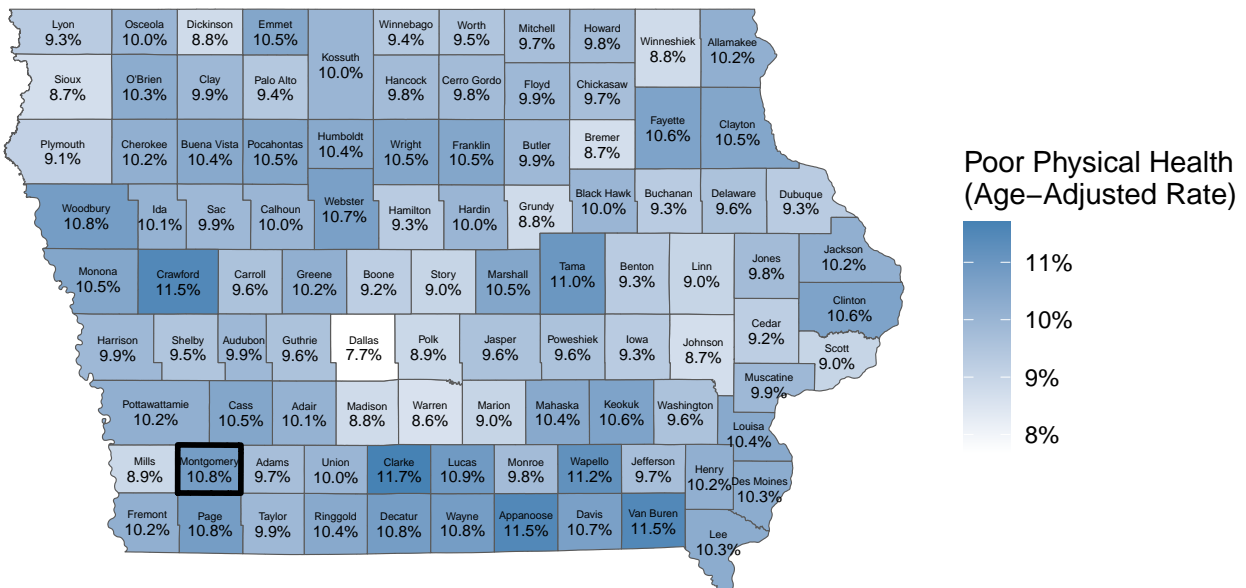 Lyon
9.3%
Osceola
10.0%
Dickinson
8.8%
Emmet
10.5%
Winnebago
9.4%
Worth
9.5%
Mitchell
9.7%
Howard
9.8%
Winneshiek
8.8%
Allamakee
10.2%
Kossuth
10.0%
Sioux
8.7%
O'Brien
10.3%
Clay
9.9%
Palo Alto
9.4%
Hancock
9.8%
Cerro Gordo
9.8%
Floyd
9.9%
Chickasaw
9.7%
Fayette
10.6%
Clayton
10.5%
Plymouth
9.1%
Cherokee
10.2%
Buena Vista
10.4%
Pocahontas
10.5%
Humboldt
10.4%
Wright
10.5%
Franklin
10.5%
Butler
9.9%
Bremer
8.7%
Woodbury
10.8%
Ida
10.1%
Sac
9.9%
Calhoun
10.0%
Webster
10.7%
Hamilton
9.3%
Hardin
10.0%
Grundy
8.8%
Black Hawk
10.0%
Buchanan
9.3%
Delaware
9.6%
Dubuque
9.3%
Monona
10.5%
Crawford
11.5%
Carroll
9.6%
Greene
10.2%
Boone
9.2%
Story
9.0%
Marshall
10.5%
Tama
11.0%
Benton
9.3%
Linn
9.0%
Jones
9.8%
Jackson
10.2%
Clinton
10.6%
Harrison
9.9%
Shelby
9.5%
Audubon
9.9%
Guthrie
9.6%
Dallas
7.7%
Polk
8.9%
Jasper
9.6%
Poweshiek
9.6%
Iowa
9.3%
Johnson
8.7%
Cedar
9.2%
Scott
9.0%
Muscatine
9.9%
Pottawattamie
10.2%
Cass
10.5%
Adair
10.1%
Madison
8.8%
Warren
8.6%
Marion
9.0%
Mahaska
10.4%
Keokuk
10.6%
Washington
9.6%
Louisa
10.4%
Mills
8.9%
Montgomery
10.8%
Adams
9.7%
Union
10.0%
Clarke
11.7%
Lucas
10.9%
Monroe
9.8%
Wapello
11.2%
Jefferson
9.7%
Henry
10.2%
Des Moines
10.3%
Fremont
10.2%
Page
10.8%
Taylor
9.9%
Ringgold
10.4%
Decatur
10.8%
Wayne
10.8%
Appanoose
11.5%
Davis
10.7%
Van Buren
11.5%
Lee
10.3%
Poor Physical Health
(Age−Adjusted Rate)
11%
10%
9%
8%